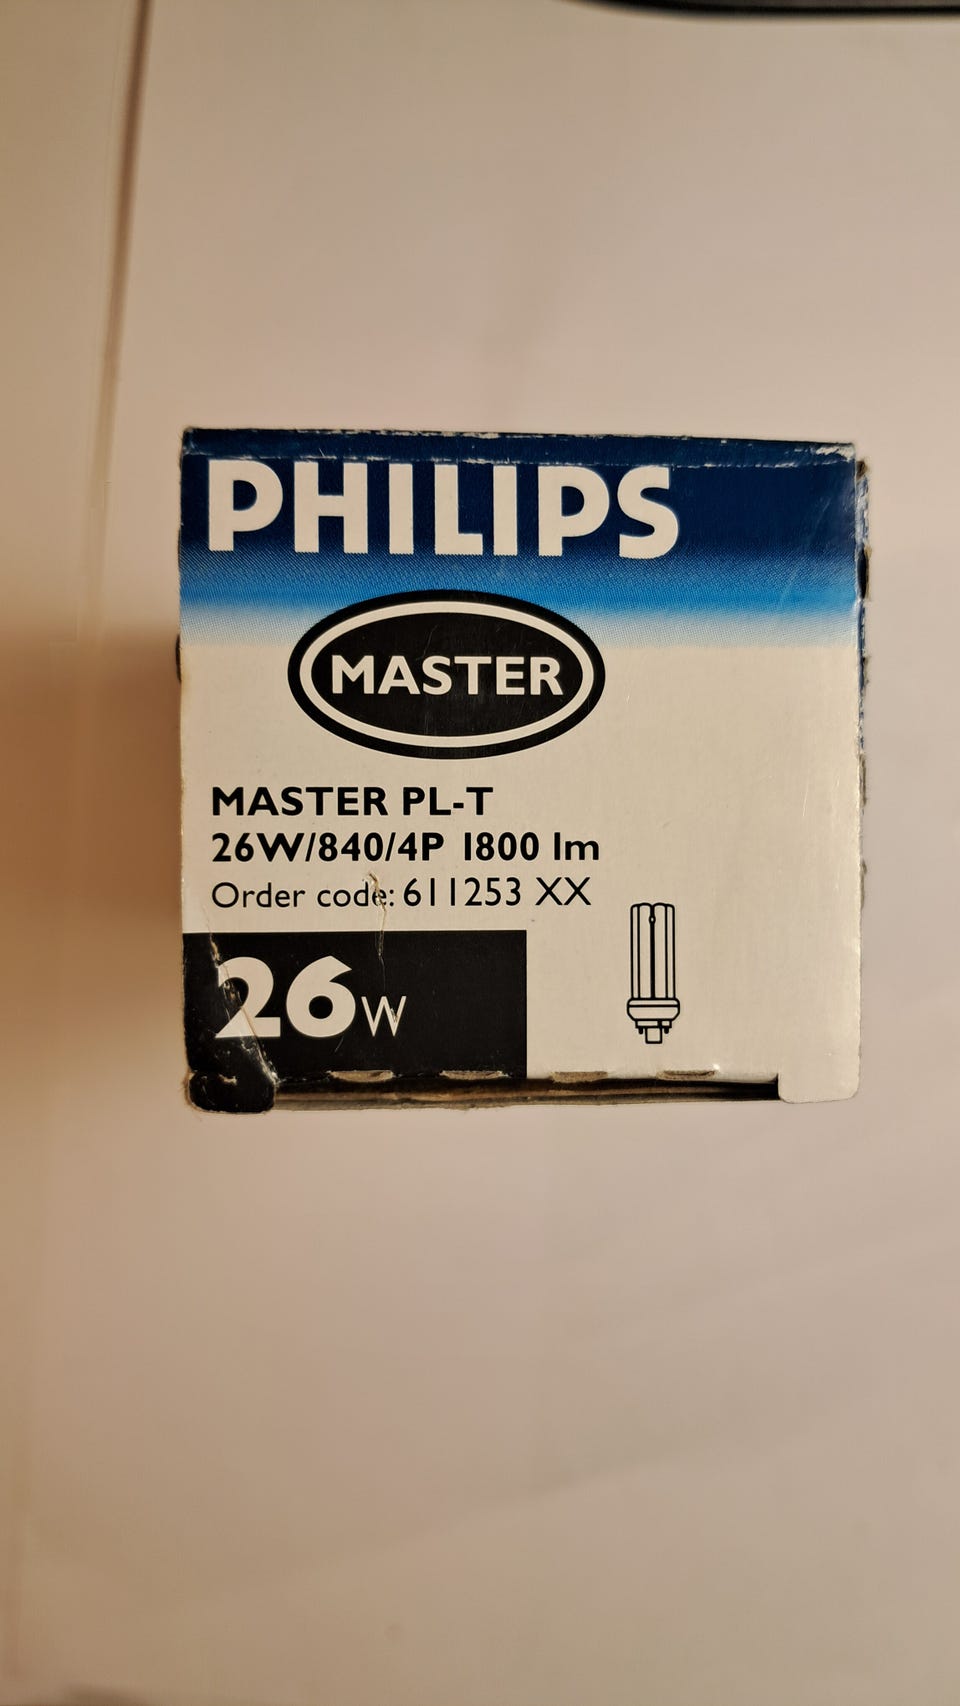 PHILIPS
MASTER
MASTER PL-T
26W/840/4P 1800 lm
Order code: 611253 XX
26W